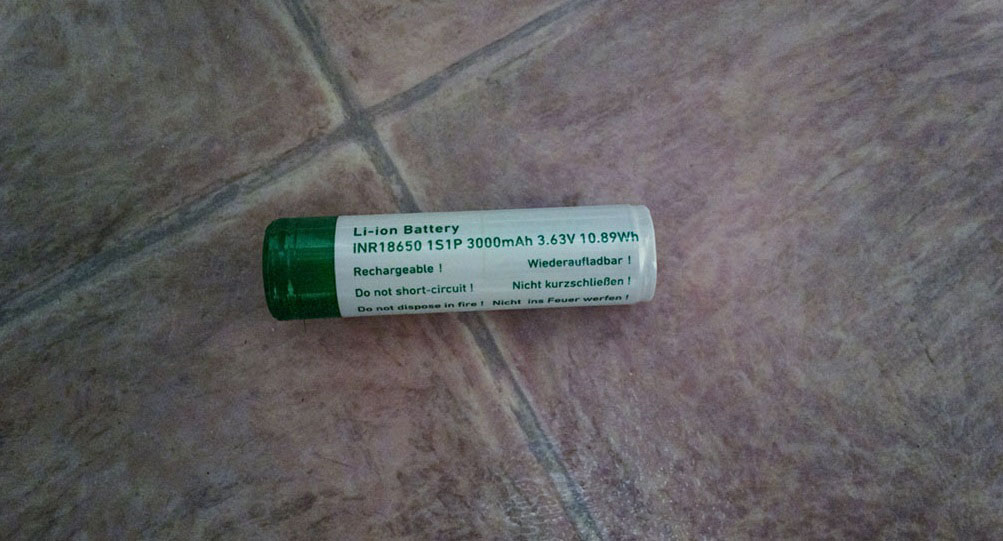 Li-ion Battery
INR18650 1S1P 3000mAh 3.63V 10.89Wh
Rechargeable ! Wiederaufladbar !
Do not short-circuit ! Nicht kurzschließen !
Do not dispose in fire ! Nicht ins Feuer werfen !